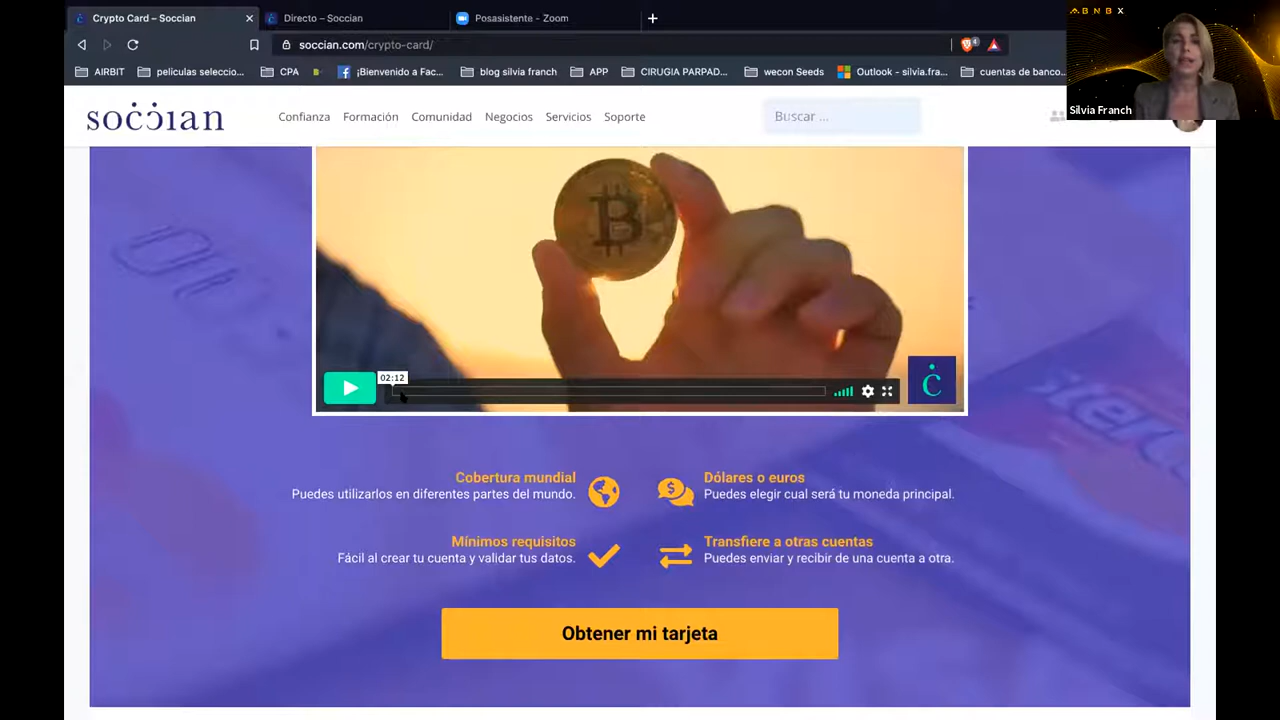 Crypto Card – Soccian
Directo – Soccian
Posasistente - Zoom
soccian.com/crypto-card/
4
AIRBIT
peliculas seleccio...
CPA
¡Bienvenido a Fac...
blog silvia franch
APP
CIRUGIA PARPAD...
wecon Seeds
Outlook - silvia.fra...
cuentas de banco...
ABNBX
Silvia Franch
soċċian
Confianza
Formación
Comunidad
Negocios
Servicios
Soporte
Buscar ...
B
02:12
ċ
Cobertura mundial
Puedes utilizarlos en diferentes partes del mundo.
Dólares o euros
Puedes elegir cual será tu moneda principal.
Mínimos requisitos
Fácil al crear tu cuenta y validar tus datos.
Transfiere a otras cuentas
Puedes enviar y recibir de una cuenta a otra.
Obtener mi tarjeta